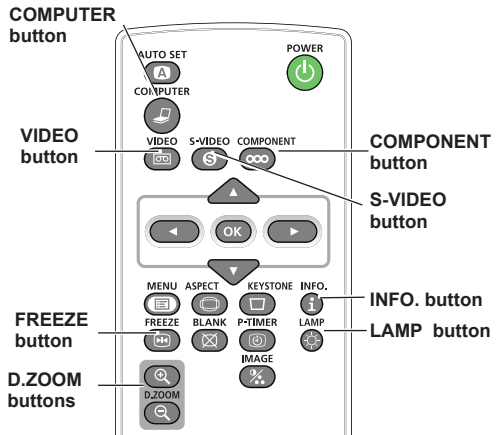 COMPUTER
button
POWER
AUTO SET
A
COMPUTER
VIDEO
button
VIDEO
S-VIDEO
COMPONENT
S
COMPONENT
button
S-VIDEO
button
OK
MENU
ASPECT
KEYSTONE
INFO.
i
INFO. button
FREEZE
button
FREEZE
BLANK
P-TIMER
LAMP
LAMP button
IMAGE
D.ZOOM
buttons
D.ZOOM